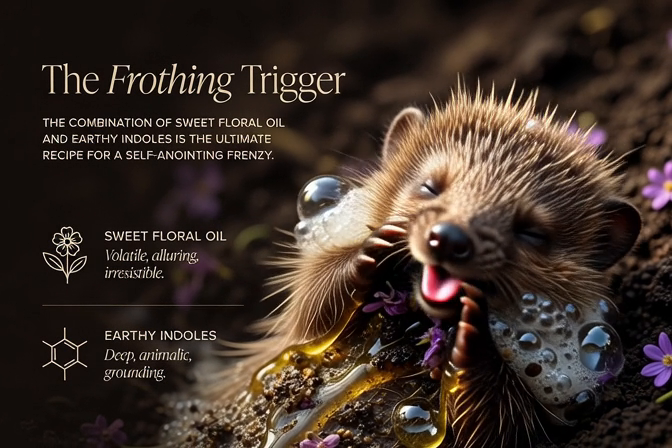 The Frothing Trigger
THE COMBINATION OF SWEET FLORAL OIL
AND EARTHY INDOLES IS THE ULTIMATE
RECIPE FOR A SELF-ANOINTING FRENZY.
SWEET FLORAL OIL
Volatile, alluring,
irresistible.
EARTHY INDOLES
Deep, animalic,
grounding.